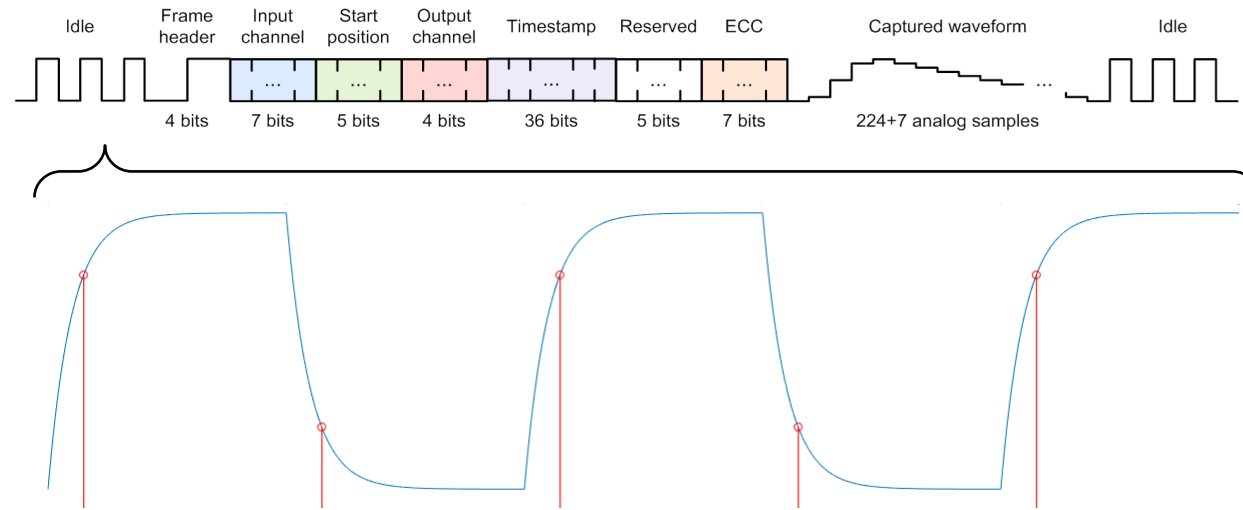 Idle
Frame
header
Input
channel
Start
position
Output
channel
Timestamp
Reserved
ECC
Captured waveform
Idle
...
...
...
...
...
...
...
4 bits
7 bits
5 bits
4 bits
36 bits
5 bits
7 bits
224+7 analog samples